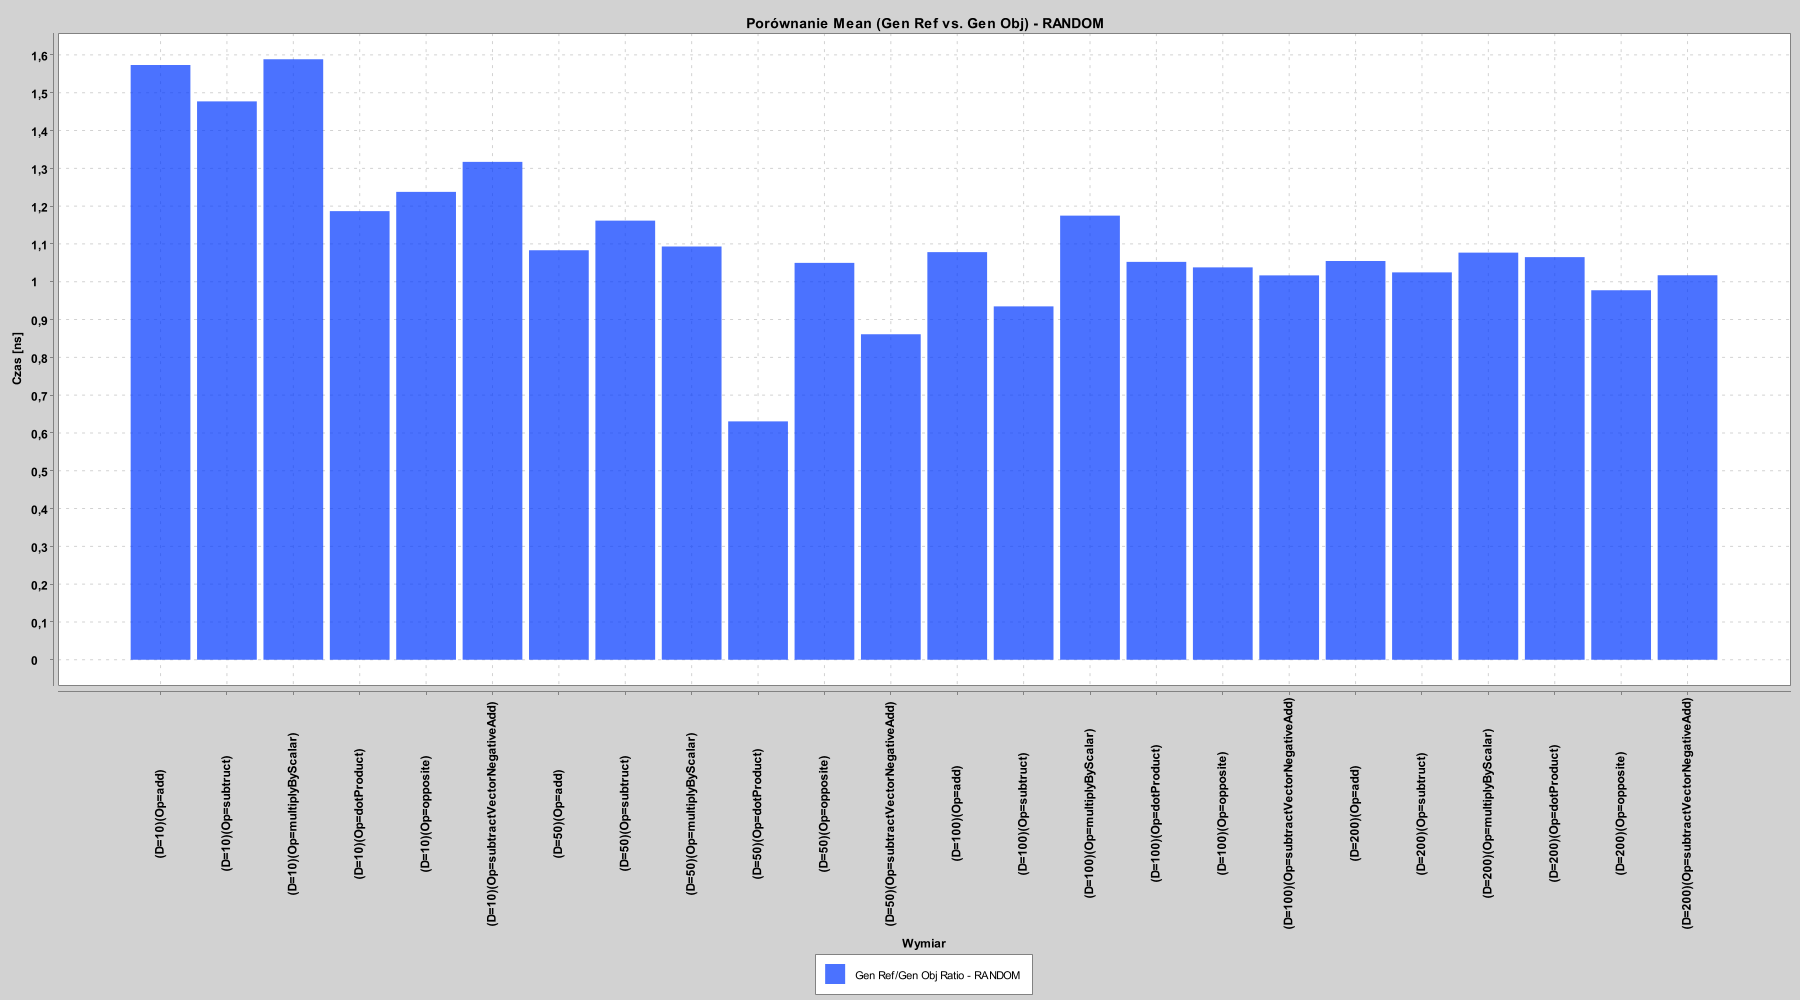 Porównanie Mean (Gen Ref vs. Gen Obj) - RANDOM
Czas [ns]
1,6
1,5
1,4
1,3
1,2
1,1
1
0,9
0,8
0,7
0,6
0,5
0,4
0,3
0,2
0,1
0
(D=10)(Op=add)
(D=10)(Op=subtruct)
(D=10)(Op=multiplyByScalar)
(D=10)(Op=dotProduct)
(D=10)(Op=opposite)
(D=10)(Op=subtractVectorNegativeAdd)
(D=50)(Op=add)
(D=50)(Op=subtruct)
(D=50)(Op=multiplyByScalar)
(D=50)(Op=dotProduct)
(D=50)(Op=opposite)
(D=50)(Op=subtractVectorNegativeAdd)
(D=100)(Op=add)
(D=100)(Op=subtruct)
(D=100)(Op=multiplyByScalar)
(D=100)(Op=dotProduct)
(D=100)(Op=opposite)
(D=100)(Op=subtractVectorNegativeAdd)
(D=200)(Op=add)
(D=200)(Op=subtruct)
(D=200)(Op=multiplyByScalar)
(D=200)(Op=dotProduct)
(D=200)(Op=opposite)
(D=200)(Op=subtractVectorNegativeAdd)
Wymiar
Gen Ref/Gen Obj Ratio - RANDOM